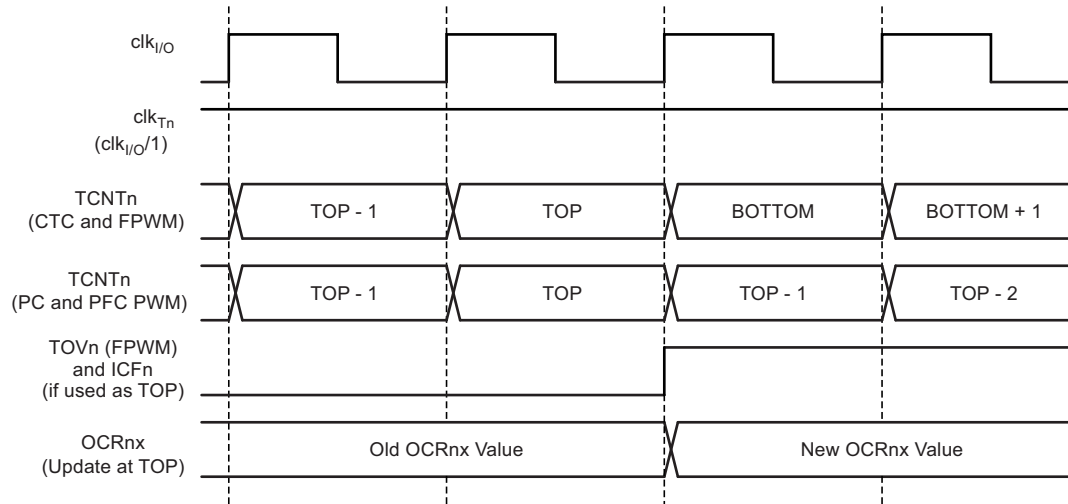 clkI/O
clkTn
(clkI/O/1)
TCNTn
(CTC and FPWM)
TOP - 1 TOP BOTTOM BOTTOM + 1
TCNTn
(PC and PFC PWM)
TOP - 1 TOP TOP - 1 TOP - 2
TOVn (FPWM)
and ICFn
(if used as TOP)
OCRnx
(Update at TOP)
Old OCRnx Value New OCRnx Value